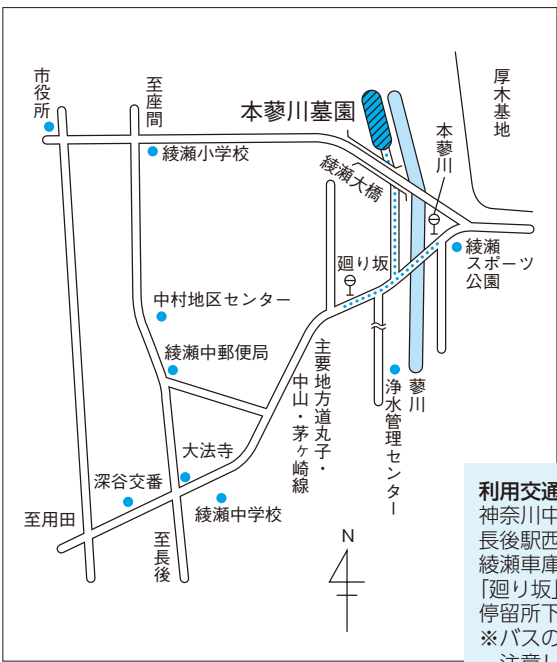 市役所
至座間
本蓼川墓園
厚木基地
本蓼川
綾瀬小学校
綾瀬大橋
廻り坂
綾瀬
スポーツ
公園
中村地区センター
綾瀬中郵便局
主要地方道丸子・
中山・茅ヶ崎線
浄水管理センター
蓼川
大法寺
深谷交番
綾瀬中学校
至用田
至長後
N
利用交通
神奈川中
長後駅西
綾瀬車庫
「廻り坂」
停留所下
※バスの
注意し